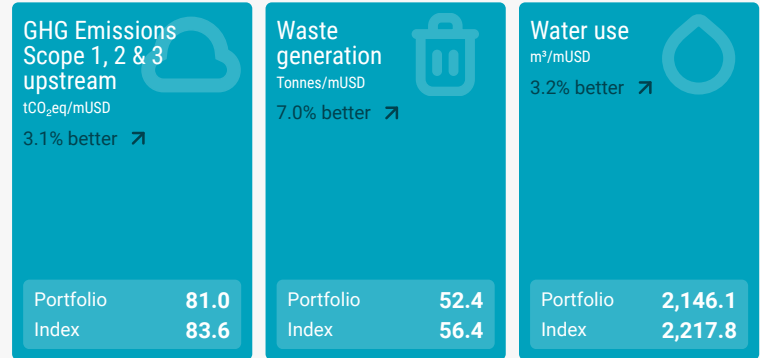 GHG Emissions
Scope 1, 2 & 3
upstream
tCO₂eq/mUSD
3.1% better
Portfolio 81.0
Index 83.6
Waste
generation
Tonnes/mUSD
7.0% better
Portfolio 52.4
Index 56.4
Water use
m³/mUSD
3.2% better
Portfolio 2,146.1
Index 2,217.8